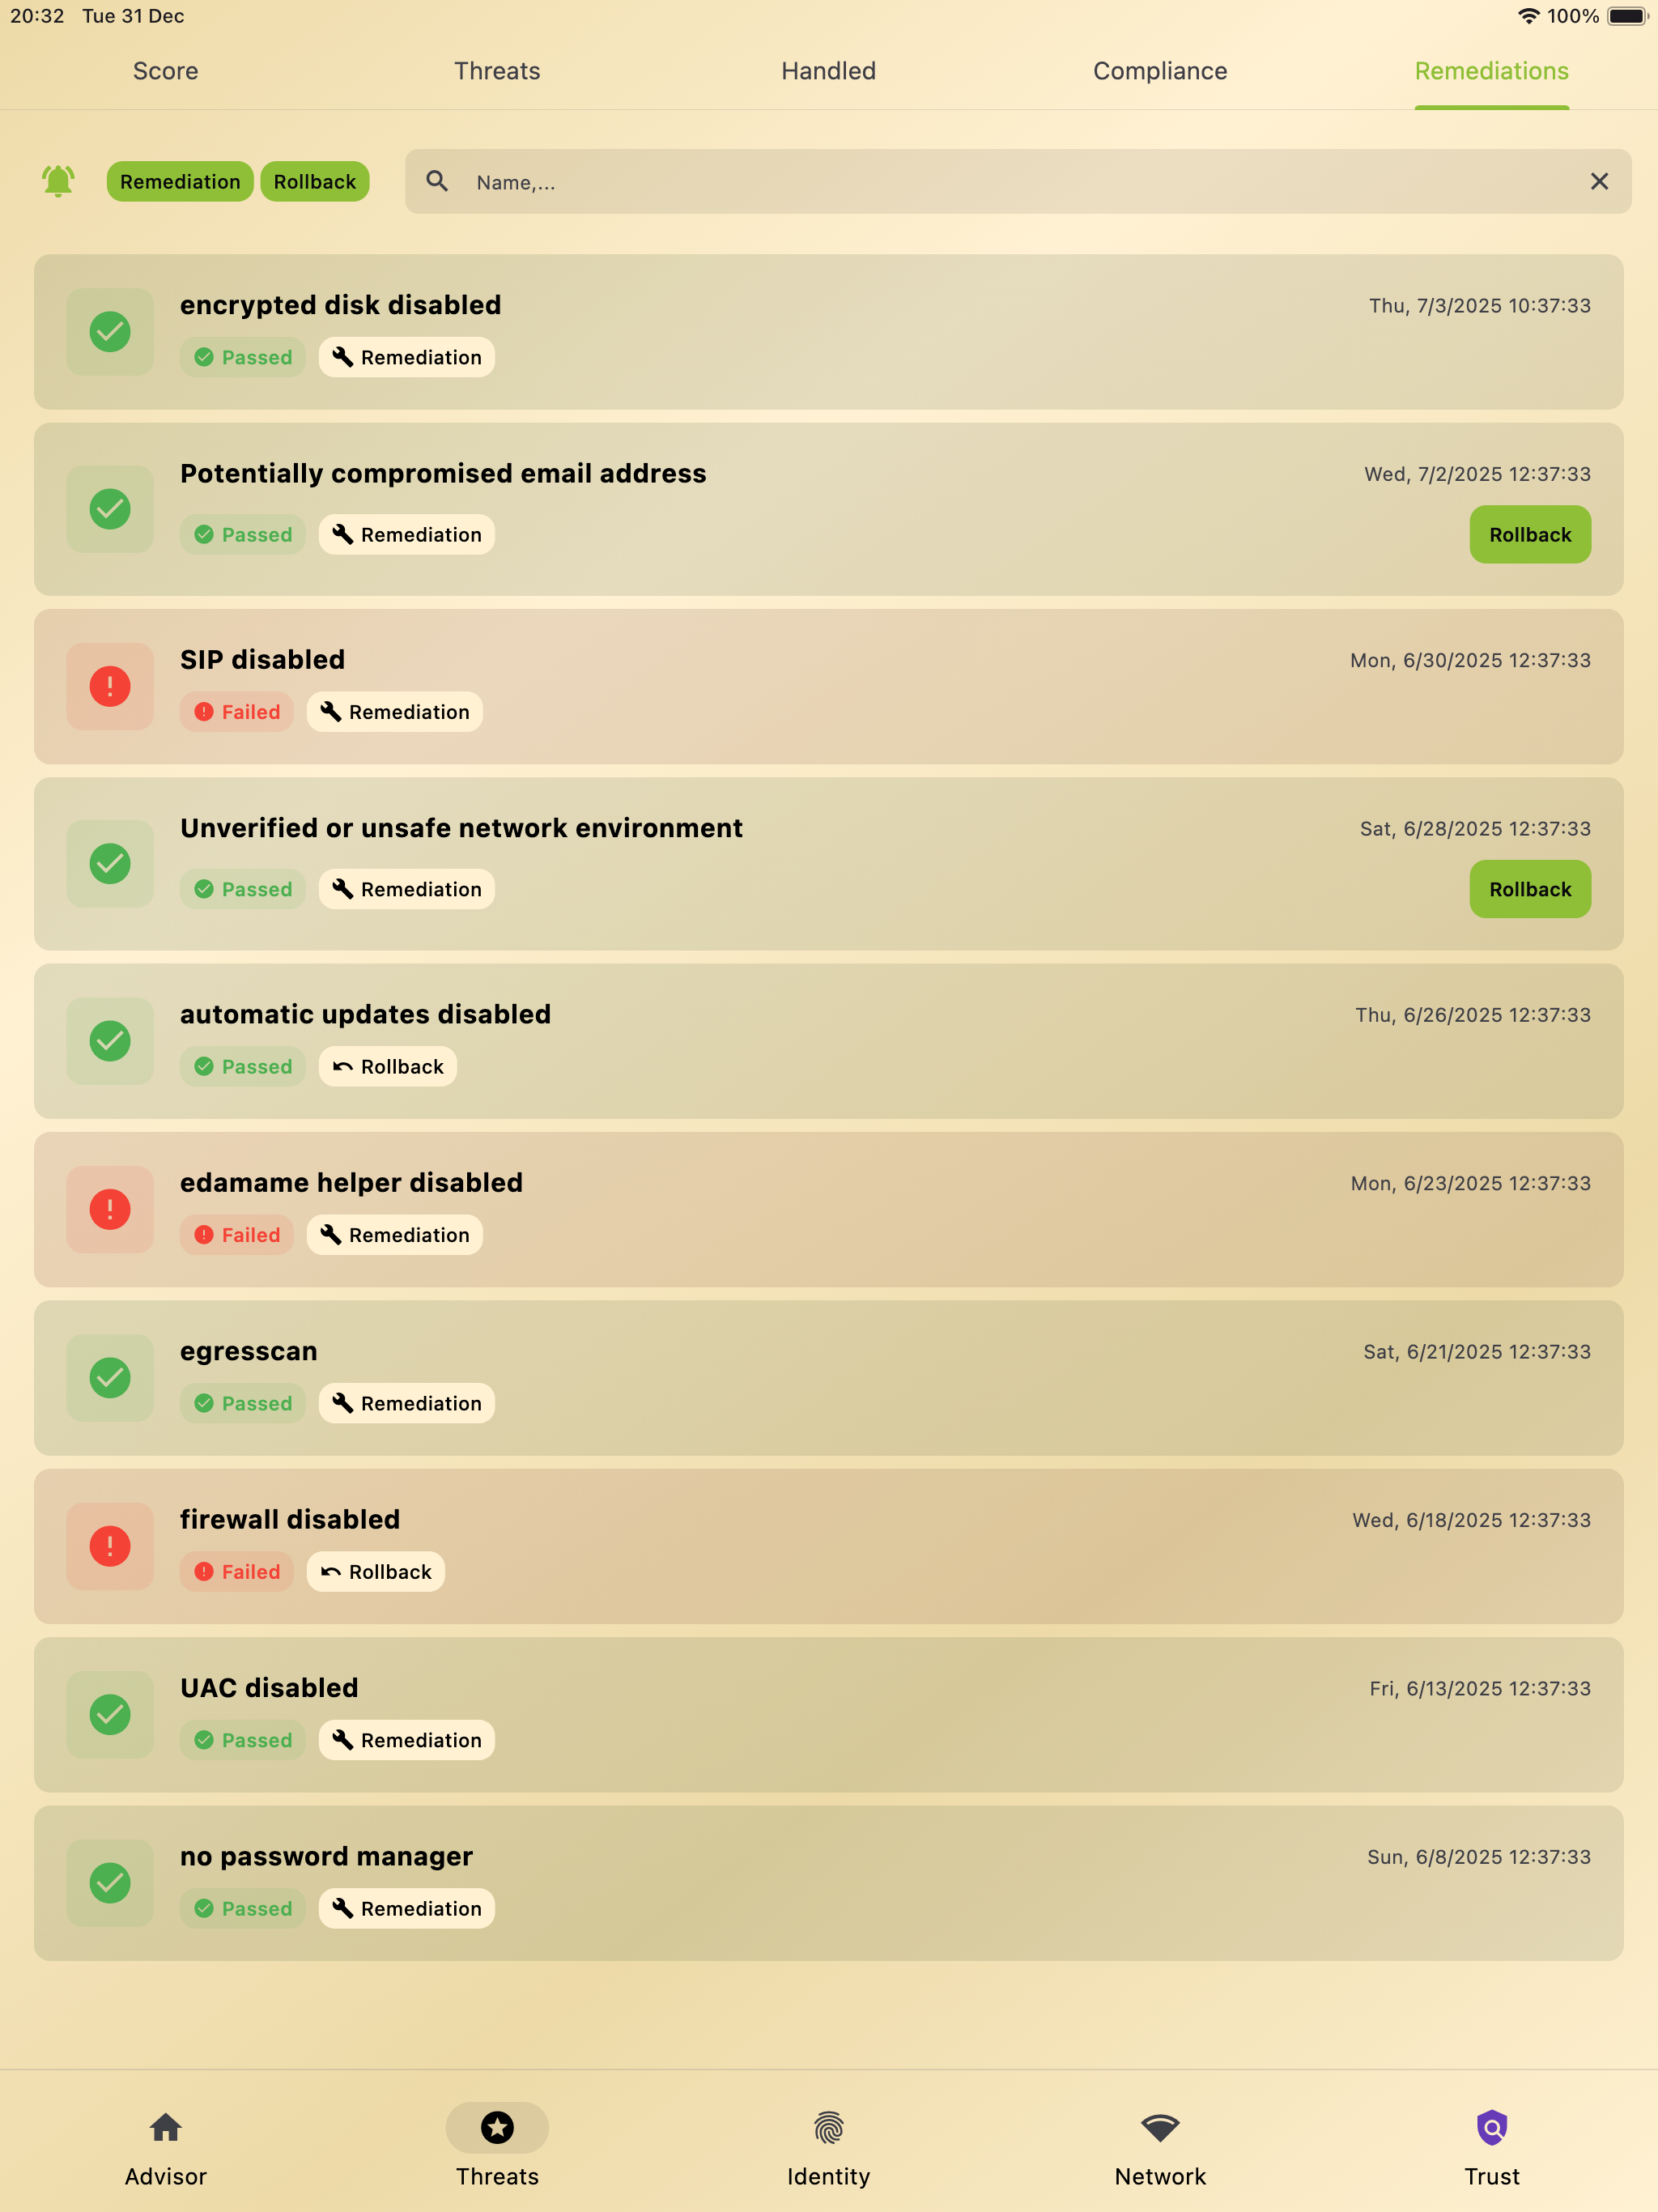 20:32 Tue 31 Dec 100%
Score Threats Handled Compliance Remediations
Remediation Rollback Name,...
encrypted disk disabled Thu, 7/3/2025 10:37:33
Passed Remediation
Potentially compromised email address Wed, 7/2/2025 12:37:33
Passed Remediation Rollback
SIP disabled Mon, 6/30/2025 12:37:33
Failed Remediation
Unverified or unsafe network environment Sat, 6/28/2025 12:37:33
Passed Remediation Rollback
automatic updates disabled Thu, 6/26/2025 12:37:33
Passed Rollback
edamame helper disabled Mon, 6/23/2025 12:37:33
Failed Remediation
egresscan Sat, 6/21/2025 12:37:33
Passed Remediation
firewall disabled Wed, 6/18/2025 12:37:33
Failed Rollback
UAC disabled Fri, 6/13/2025 12:37:33
Passed Remediation
no password manager Sun, 6/8/2025 12:37:33
Passed Remediation
Advisor Threats Identity Network Trust